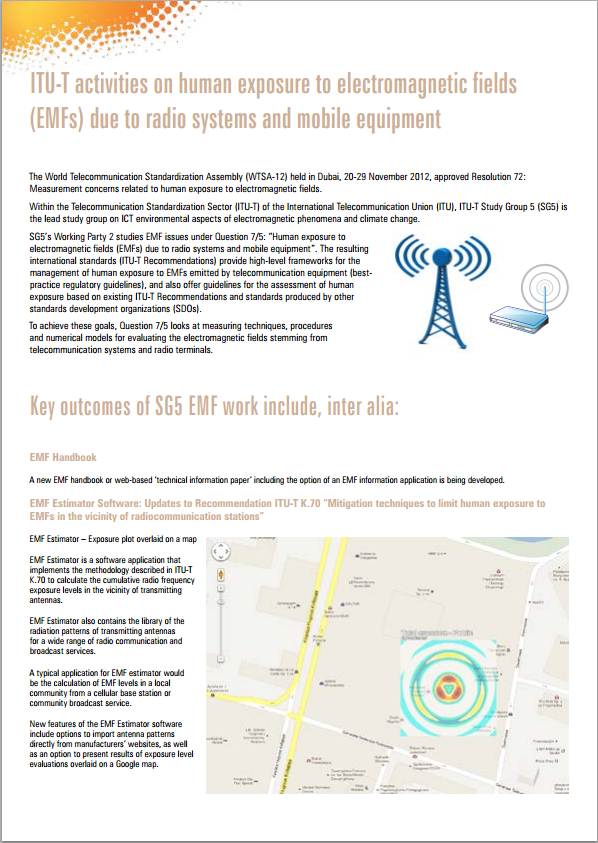 ITU-T activities on human exposure to electromagnetic fields
(EMFs) due to radio systems and mobile equipment
The World Telecommunication Standardization Assembly (WTSA-12) held in Dubai, 20-29 November 2012, approved Resolution 72:
Measurement concerns related to human exposure to electromagnetic fields.
Within the Telecommunication Standardization Sector (ITU-T) of the International Telecommunication Union (ITU), ITU-T Study Group 5 (SG5) is
the lead study group on ICT environmental aspects of electromagnetic phenomena and climate change.
SG5's Working Party 2 studies EMF issues under Question 7/5: "Human exposure to
electromagnetic fields (EMFs) due to radio systems and mobile equipment". The resulting
international standards (ITU-T Recommendations) provide high-level frameworks for the
management of human exposure to EMFs emitted by telecommunication equipment (best-
practice regulatory guidelines), and also offer guidelines for the assessment of human
exposure based on existing ITU-T Recommendations and standards produced by other
standards development organizations (SDOs).
To achieve these goals, Question 7/5 looks at measuring techniques, procedures
and numerical models for evaluating the electromagnetic fields stemming from
telecommunication systems and radio terminals.
Key outcomes of SG5 EMF work include, inter alia:
EMF Handbook
A new EMF handbook or web-based 'technical information paper' including the option of an EMF information application is being developed.
EMF Estimator Software: Updates to Recommendation ITU-T K.70 "Mitigation techniques to limit human exposure to
EMFs in the vicinity of radiocommunication stations"
EMF Estimator – Exposure plot overlaid on a map
EMF Estimator is a software application that
implements the methodology described in ITU-T
K.70 to calculate the cumulative radio frequency
exposure levels in the vicinity of transmitting
antennas.
EMF Estimator also contains the library of the
radiation patterns of transmitting antennas
for a wide range of radio communication and
broadcast services.
A typical application for EMF estimator would
be the calculation of EMF levels in a local
community from a cellular base station or
community broadcast service.
New features of the EMF Estimator software
include options to import antenna patterns
directly from manufacturers' websites, as well
as an option to present results of exposure level
evaluations overlaid on a Google map.